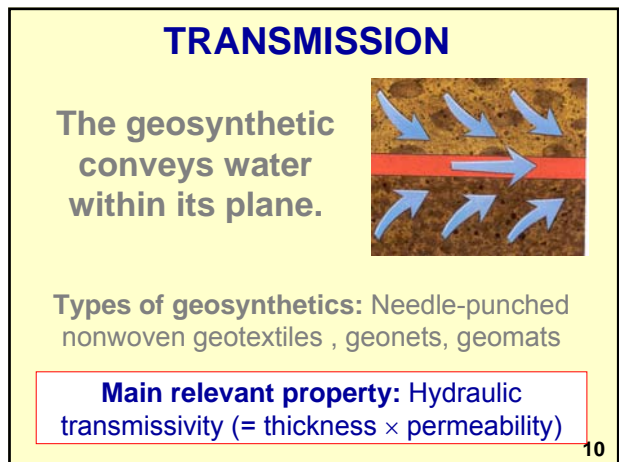 TRANSMISSION
The geosynthetic
conveys water
within its plane.
Types of geosynthetics: Needle-punched
nonwoven geotextiles , geonets, geomats
Main relevant property: Hydraulic
transmissivity (= thickness × permeability)
10